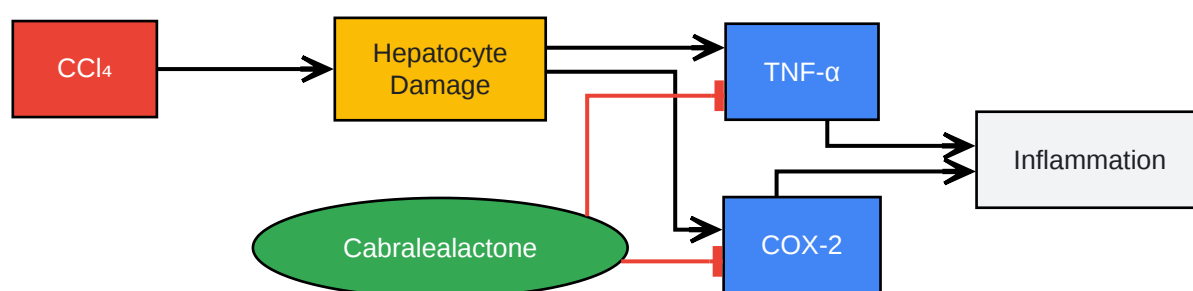 CCl₄
Hepatocyte
Damage
TNF-α
Inflammation
Cabralealactone
COX-2